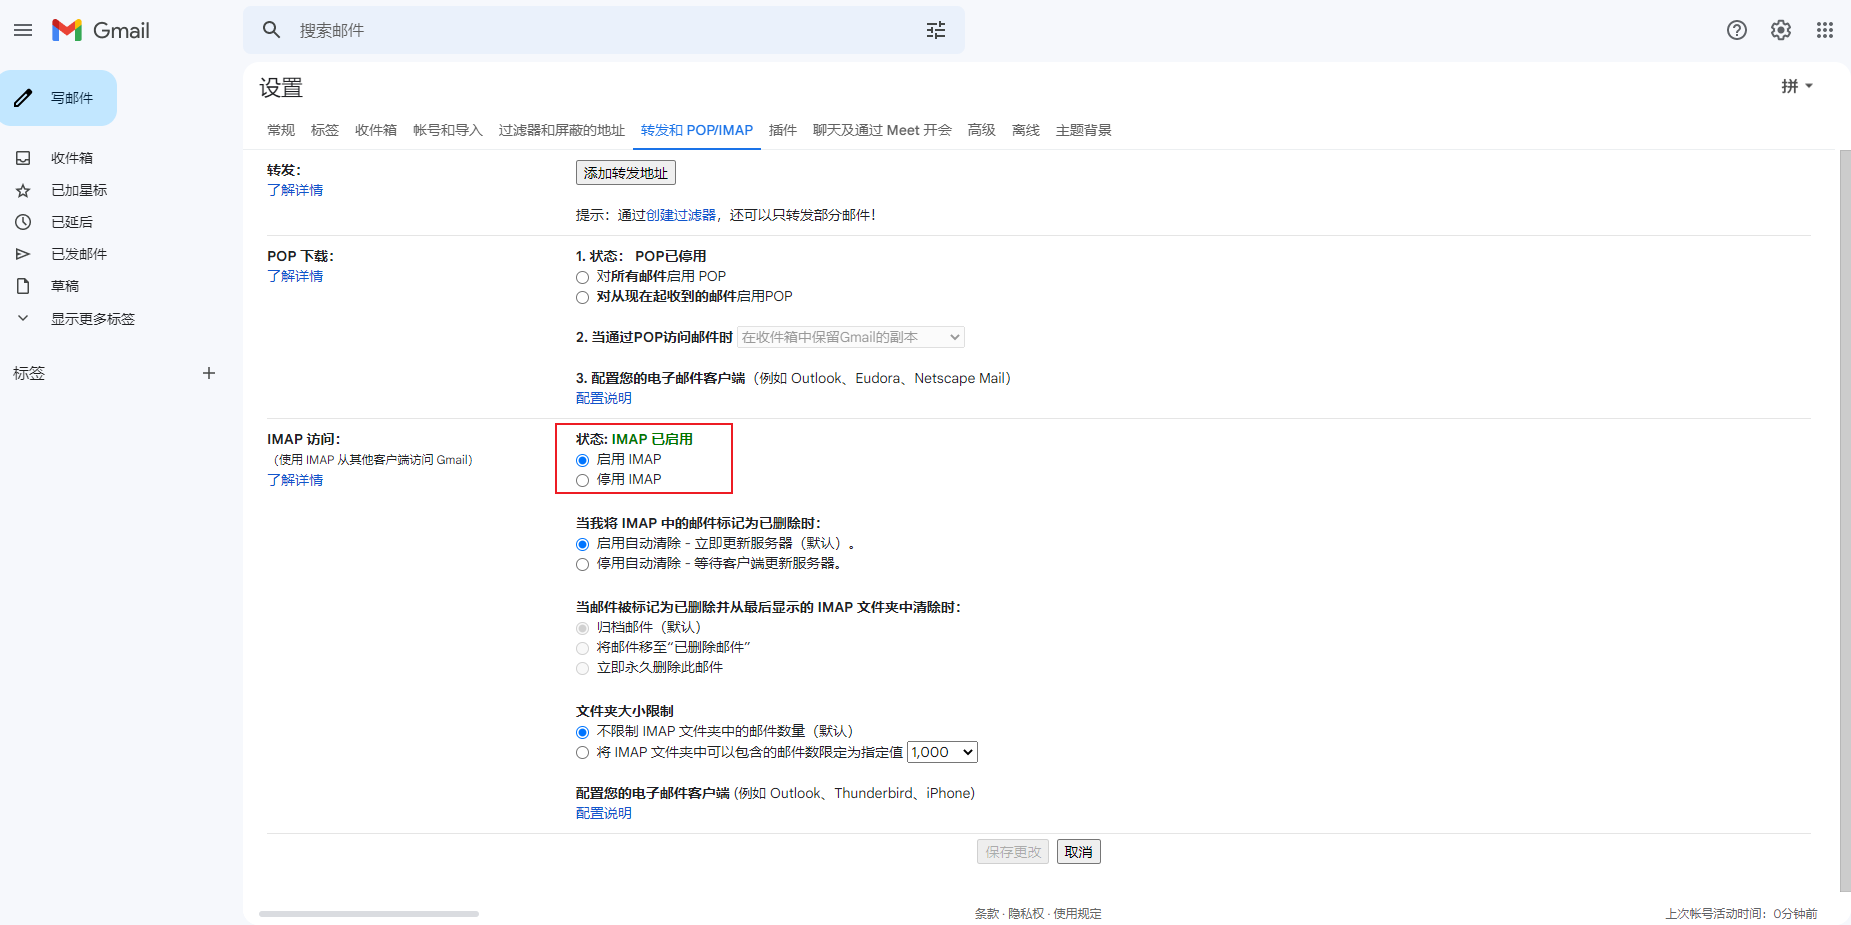 Gmail
搜索邮件
写邮件
收件箱
已加星标
已延后
已发邮件
草稿
显示更多标签
标签
设置
拼
常规 标签 收件箱 帐号和导入 过滤器和屏蔽的地址 转发和 POP/IMAP 插件 聊天及通过 Meet 开会 高级 离线 主题背景
转发：
了解详情
添加转发地址
提示：通过创建过滤器，还可以只转发部分邮件！
POP 下载：
了解详情
1. 状态： POP已停用
对所有邮件启用 POP
对从现在起收到的邮件启用POP
2. 当通过POP访问邮件时 在收件箱中保留Gmail的副本
3. 配置您的电子邮件客户端（例如 Outlook、Eudora、Netscape Mail）
配置说明
IMAP 访问：
（使用 IMAP 从其他客户端访问 Gmail）
了解详情
状态: IMAP 已启用
启用 IMAP
停用 IMAP
当我将 IMAP 中的邮件标记为已删除时：
启用自动清除 - 立即更新服务器（默认）。
停用自动清除 - 等待客户端更新服务器。
当邮件被标记为已删除并从最后显示的 IMAP 文件夹中清除时：
归档邮件（默认）
将邮件移至“已删除邮件”
立即永久删除此邮件
文件夹大小限制
不限制 IMAP 文件夹中的邮件数量（默认）
将 IMAP 文件夹中可以包含的邮件数限定为指定值 1,000
配置您的电子邮件客户端 (例如 Outlook、Thunderbird、iPhone)
配置说明
保存更改 取消
条款 · 隐私权 · 使用规定
上次帐号活动时间：0分钟前